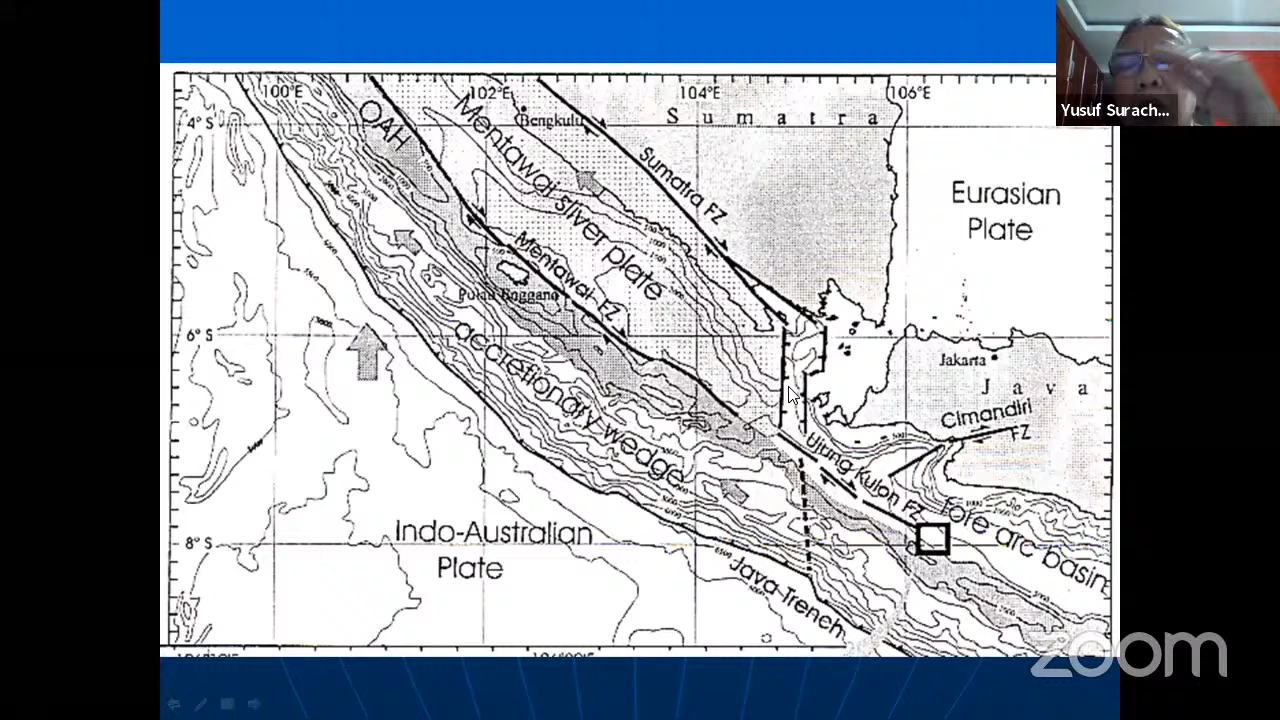 100°E
102°E
104°E
106°E
4° S
6° S
8° S
OAH
Mentawai sliver plate
Bengkulu
Sumatra
Sumatra FZ
Eurasian
Plate
Mentawai FZ
Pulau Enggano
accretionary wedge
Jakarta
Java
Cimandiri
FZ
Ujung Kulon FZ
fore arc basin
Indo-Australian
Plate
Java Trench
Yusuf Surach...
zoom